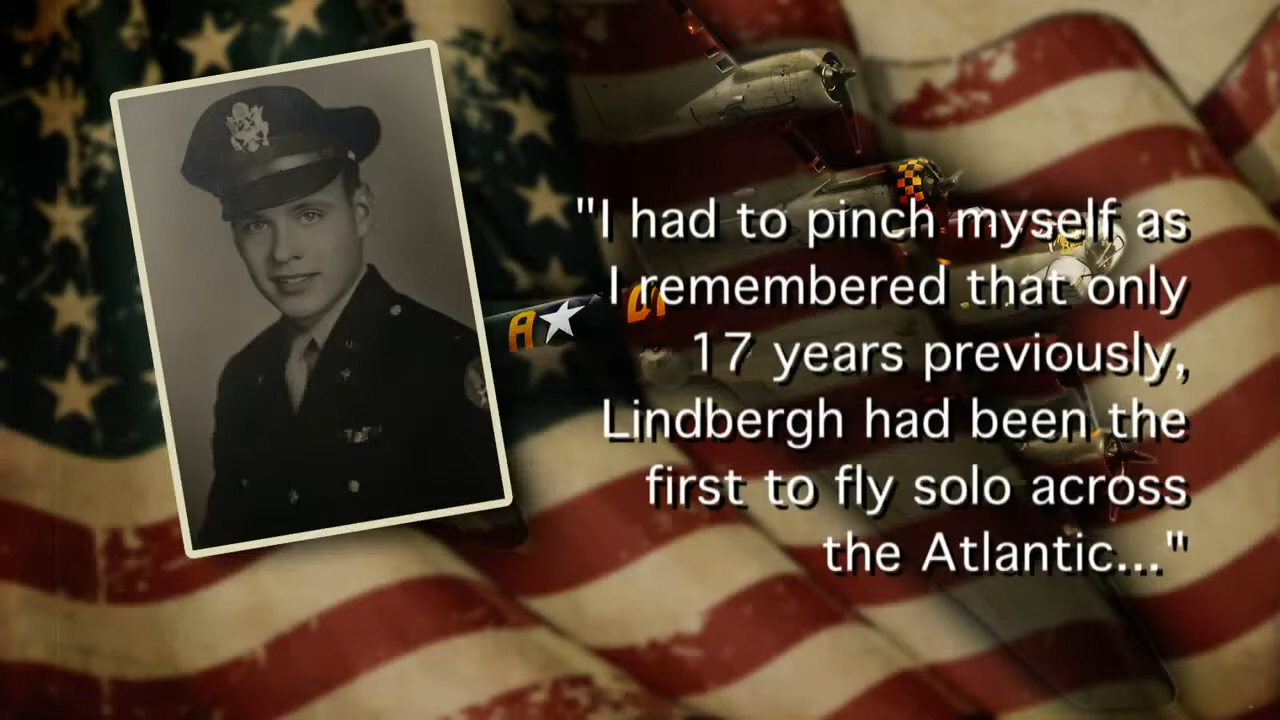 "I had to pinch myself as
I remembered that only
17 years previously,
Lindbergh had been the
first to fly solo across
the Atlantic..."